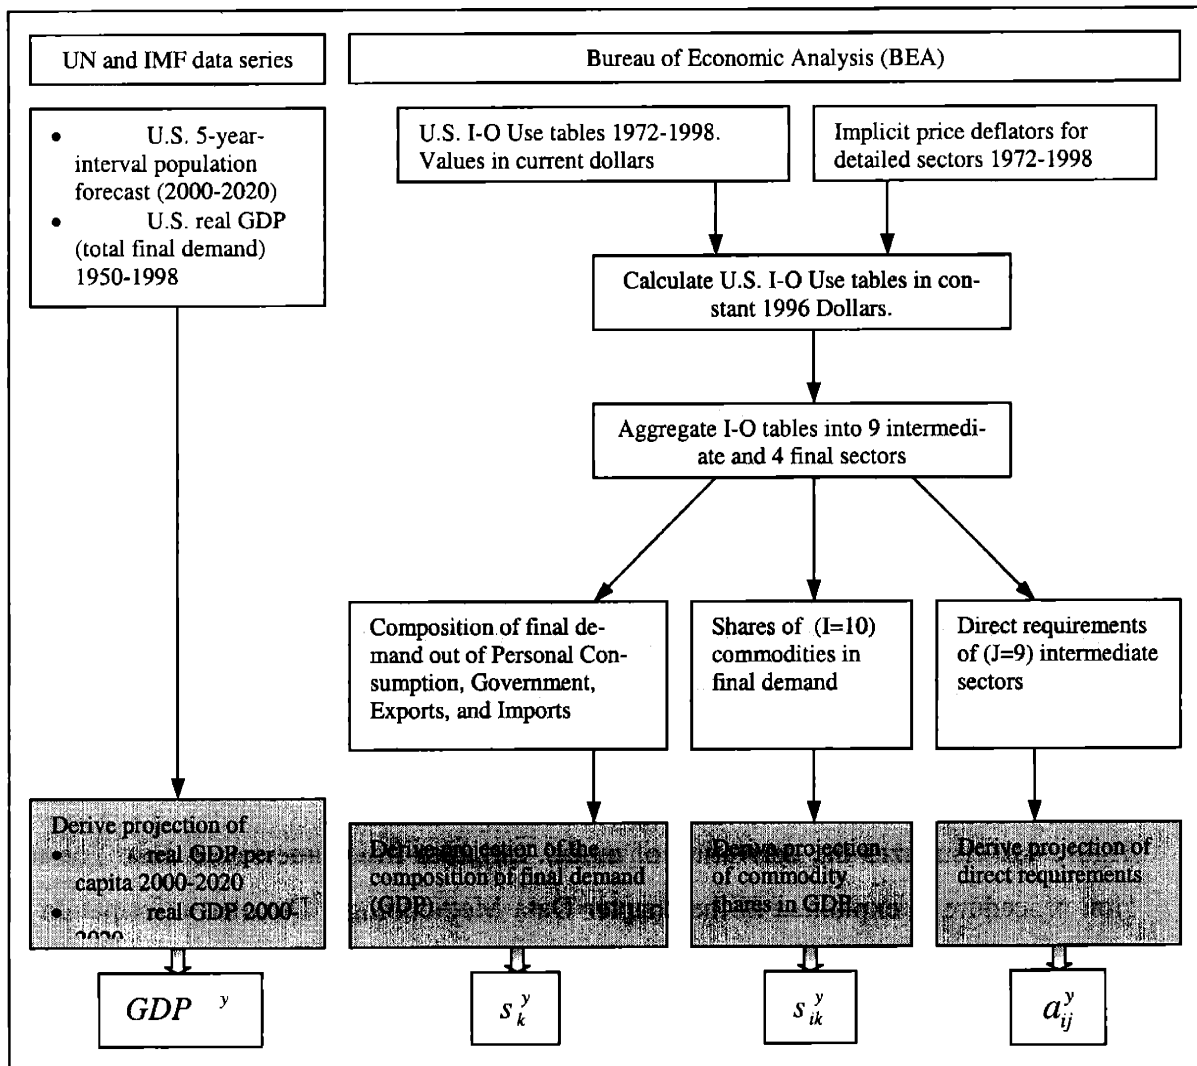 UN and IMF data series
Bureau of Economic Analysis (BEA)
• U.S. 5-year-
interval population
forecast (2000-2020)
• U.S. real GDP
(total final demand)
1950-1998
U.S. I-O Use tables 1972-1998.
Values in current dollars
Implicit price deflators for
detailed sectors 1972-1998
Calculate U.S. I-O Use tables in con-
stant 1996 Dollars.
Aggregate I-O tables into 9 intermedi-
ate and 4 final sectors
Composition of final de-
mand out of Personal Con-
sumption, Government,
Exports, and Imports
Shares of (I=10)
commodities in
final demand
Direct requirements
of (J=9) intermediate
sectors
Derive projection of
• real GDP per
capita 2000-2020
• real GDP 2000-
2020
Derive projection of the
composition of final demand
(GDP)
Derive projection
of commodity
shares in GDP
Derive projection of
direct requirements
GDP y
s_k^y
s_ik^y
a_ij^y